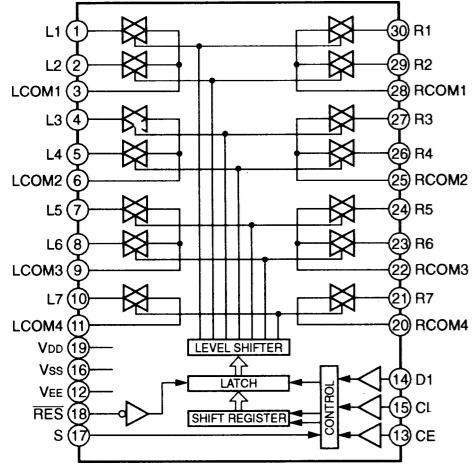 L1 1 30 R1
L2 2 29 R2
LCOM1 3 28 RCOM1
L3 4 27 R3
L4 5 26 R4
LCOM2 6 25 RCOM2
L5 7 24 R5
L6 8 23 R6
LCOM3 9 22 RCOM3
L7 10 21 R7
LCOM4 11 20 RCOM4
VDD 19 LEVEL SHIFTER
VSS 16
VEE 12 LATCH CONTROL 14 D1
RES 18 SHIFT REGISTER 15 CL
S 17 13 CE